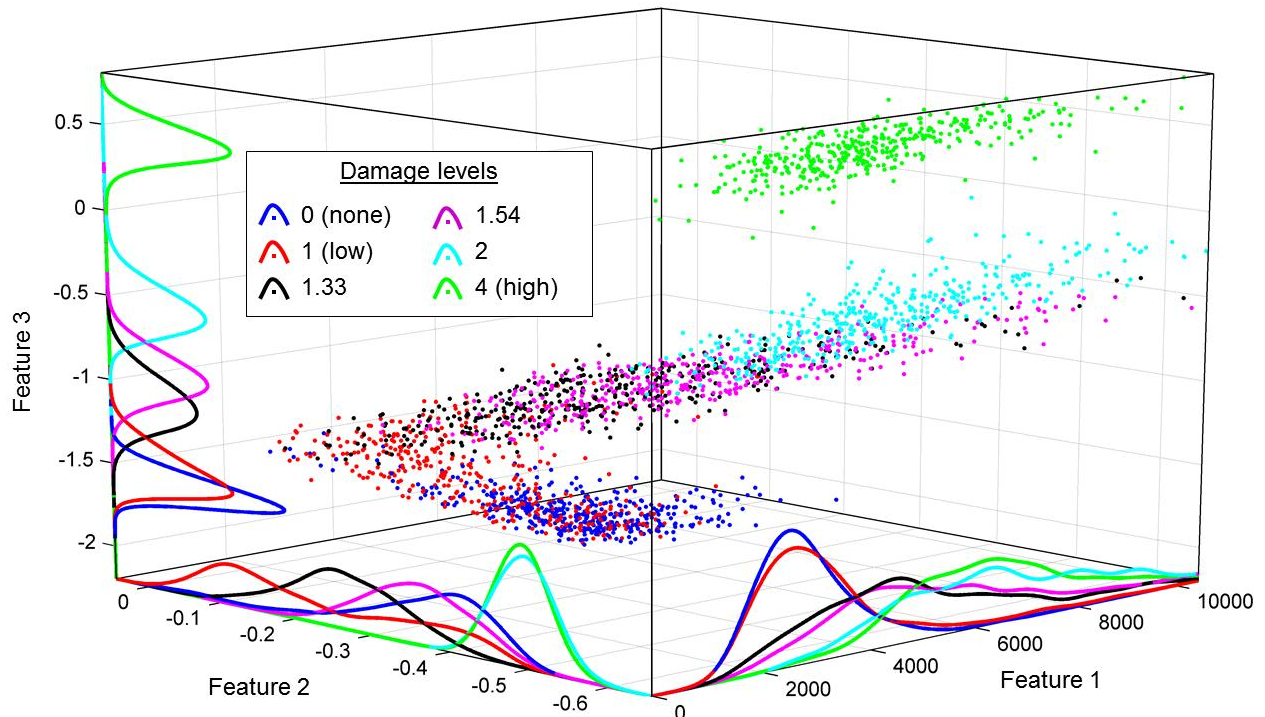 0.5
Damage levels
0 (none) 1.54
0
1 (low) 2
1.33 4 (high)
-0.5
Feature 3
-1
-1.5
-2
0
-0.1
-0.2
-0.3
-0.4
-0.5
-0.6
Feature 2
0
2000
4000
6000
8000
10000
Feature 1